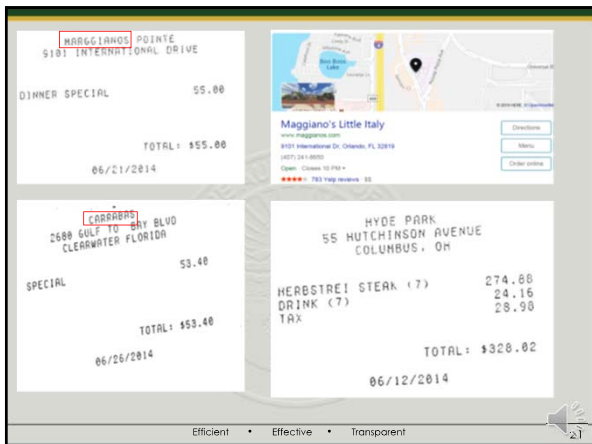 MARGGIANOS POINTE
9101 INTERNATIONAL DRIVE
DINNER SPECIAL 55.00
TOTAL: $55.00
06/21/2014
Maggiano's Little Italy
www.maggianos.com
9101 International Dr, Orlando, FL 32819
(407) 241-8650
Open · Closes 10 PM
783 Yelp reviews · $$
Directions
Menu
Order online
CARRABAS
2680 GULF TO BAY BLVD
CLEARWATER FLORIDA
53.40
SPECIAL
TOTAL: $53.40
06/26/2014
HYDE PARK
55 HUTCHINSON AVENUE
COLUMBUS, OH
HERBSTREI STEAK (7) 274.88
DRINK (7) 24.16
TAX 28.98
TOTAL: $328.02
06/12/2014
Efficient • Effective • Transparent
21